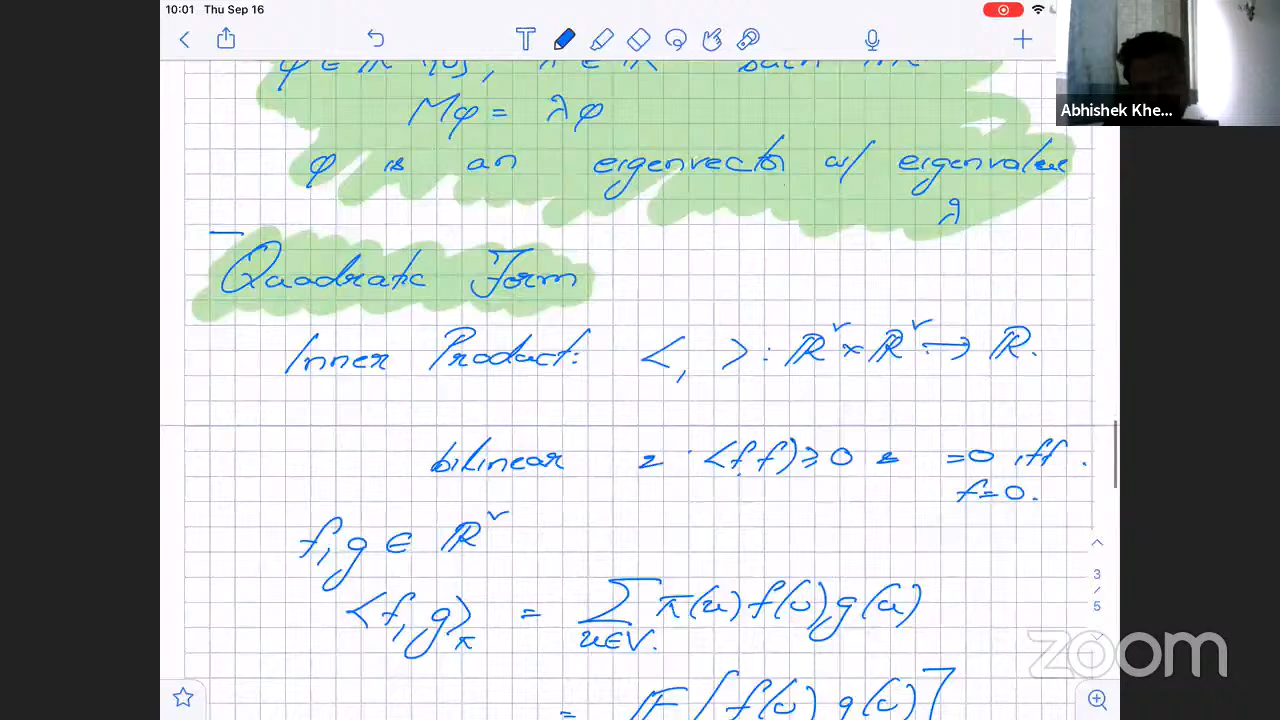 10:01 Thu Sep 16
Abhishek Khe...
Mφ = λφ
φ is an eigenvector w/ eigenvalue
λ
Quadratic Form
Inner Product: < , > : ℝ^V × ℝ^V → ℝ.
bilinear & <f,f> ≥ 0 & =0 iff.
f=0.
f,g ∈ ℝ^V
<f,g>_π = Σ π(u) f(u) g(u)
u∈V.
= E[f(u) g(u)]
3
/
5
zoom